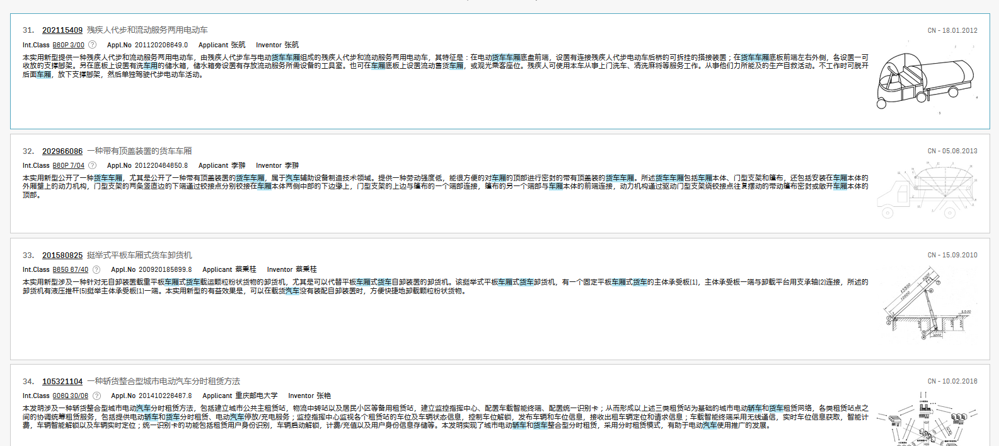 31. 202115409 残疾人代步和流动服务两用电动车 CN - 18.01.2012
Int.Class B60P 3/00 ? Appl.No 201120206649.0 Applicant 张航 Inventor 张航
本实用新型提供一种残疾人代步和流动服务两用电动车，由残疾人代步车与电动货车车厢组成的残疾人代步和流动服务两用电动车，其特征是：在电动货车车厢底盘前端，设置有连接残疾人代步电动车后桥的可拆挂的搭接装置；在货车车厢底板前端左右外侧，各设置一可
收放的支撑脚架。另在底板上设置有洗车用的储水箱，储水箱旁设置有存放流动服务所需设备的工具室。也可在车厢底板上设置流动售货车厢，或观光乘客座位。残疾人可使用本车从事上门洗车、清洗麻将等服务工作。从事他们力所能及的生产自救活动。不工作时可脱开
后面车厢，放下支撑脚架，然后单独驾驶代步电动车活动。
32. 202966086 一种带有顶盖装置的货车车厢 CN - 05.06.2013
Int.Class B60P 7/04 ? Appl.No 201220464650.8 Applicant 李翀 Inventor 李翀
本实用新型公开了一种货车车厢，尤其是公开了一种带有顶盖装置的货车车厢，属于汽车辅助设备制造技术领域。提供一种劳动强度低，能很方便的对车厢的顶部进行密封的带有顶盖装的货车车厢。所述货车车厢包括车厢本体、门型支架和篷布，还包括安装在车厢本体的
外厢壁上的动力机构，门型支架的两条竖直边的下端通过铰接点分别铰接在车厢本体两侧中部的下边缘上，门型支架的上边与篷布的一个端部连接，篷布的另一个端部与车厢本体的前端连接，动力机构通过驱动门型支架绕铰接点往复摆动的带动篷布密封或敞开车厢本体的
顶部。
33. 201580825 挺举式平板车厢式货车卸货机 CN - 15.09.2010
Int.Class B65G 67/40 ? Appl.No 200920185699.8 Applicant 蔡秉桂 Inventor 蔡秉桂
本实用新型涉及一种针对无自卸装置载重平板车厢式货车载运颗粒粉状货物的卸货机，尤其是可以代替平板车厢式货车自卸装置的卸货机。该挺举式平板车厢式货车卸货机，有一个固定平板车厢式货车的主体承受板[1]，主体承受板一端与卸载平台用支承轴[2]连接，所述的
卸货机有液压推杆[5]挺举主体承受板[1]一端。本实用新型的有益效果是，可以在载货汽车没有装配自卸装置时，方便快捷地卸载颗粒粉状货物。
15500
10900
±0.00
34. 105321104 一种轿货整合型城市电动汽车分时租赁方法 CN - 10.02.2016
Int.Class G06Q 30/06 ? Appl.No 201410226467.8 Applicant 重庆邮电大学 Inventor 张艳
本发明涉及一种轿货整合型城市电动汽车分时租赁方法，包括建立城市公共主租赁站，物流中转站以及居民小区等备用租赁站，建立监控指挥中心、配置车载智能终端、配置统一识别卡；从而形成以上述三类租赁站为基础的城市电动轿车和货车租赁网络，各类租赁站点之
间的协调统筹租赁服务，包括提供电动轿车和货车分时租赁、电动汽车停放/充电服务；监控指挥中心监视各个租赁站的车位及车辆状态信息，控制车位解锁，发布车辆和车位信息，接收出租车辆定位和请求信息；车载智能终端采用无线通信，实时车位信息获取，智能计
费，车辆智能解锁以及车辆实时定位；统一识别卡的功能包括租赁用户身份识别，车辆启动解锁，计费/充值以及用户身份信息存储等。本发明实现了城市电动轿车和货车整合型分时租赁，采用分时租赁模式，有助于电动汽车使用推广的发展。